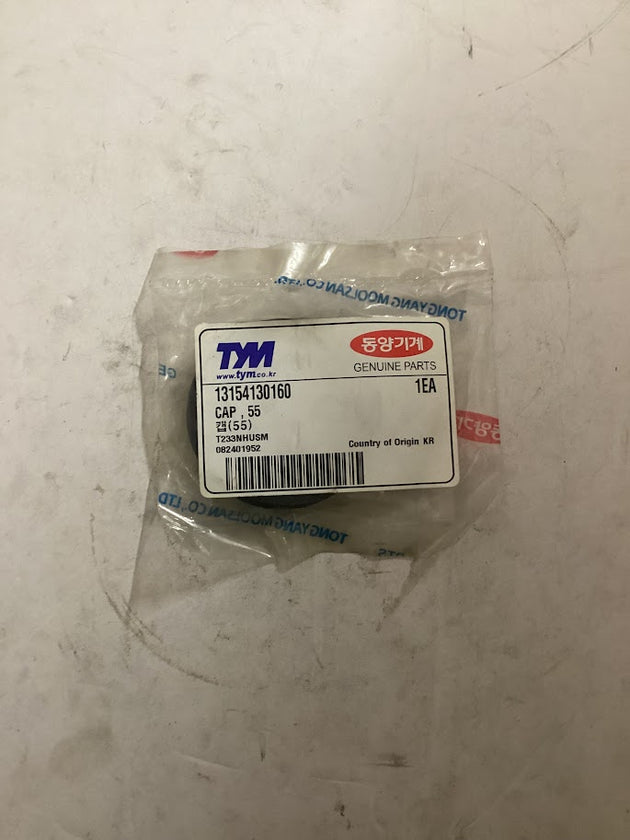 TONG YANG MOOLSAN CO., LTD.
TYM
www.tym.co.kr
동양기계
GENUINE PARTS
13154130160
1EA
CAP , 55
캡(55)
T233NHUSM
082401952
Country of Origin KR
TONG YANG MOOLSAN CO., LTD
TS